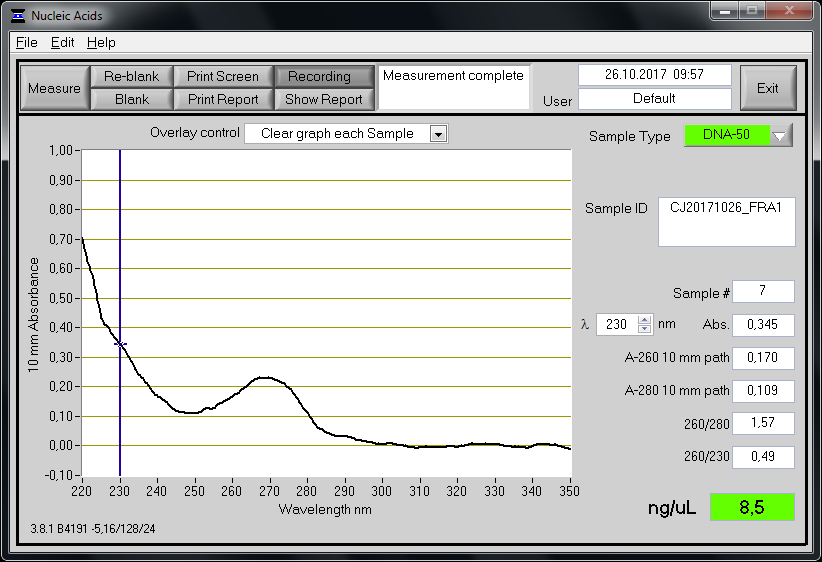 Nucleic Acids
File Edit Help
Measure
Re-blank
Print Screen
Recording
Blank
Print Report
Show Report
Measurement complete
User
26.10.2017 09:57
Default
Exit
Overlay control Clear graph each Sample
Sample Type DNA-50
Sample ID CJ20171026_FRA1
Sample # 7
λ 230 nm Abs. 0,345
A-260 10 mm path 0,170
A-280 10 mm path 0,109
260/280 1,57
260/230 0,49
ng/uL 8,5
10 mm Absorbance
1,00
0,90
0,80
0,70
0,60
0,50
0,40
0,30
0,20
0,10
0,00
-0,10
220 230 240 250 260 270 280 290 300 310 320 330 340 350
Wavelength nm
3.8.1 B4191 -5,16/128/24